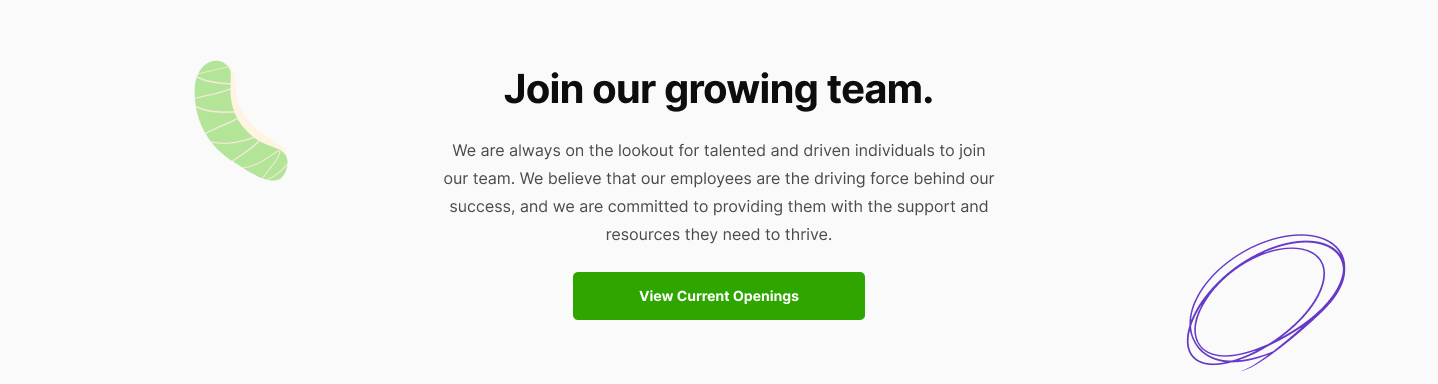 Join our growing team.
We are always on the lookout for talented and driven individuals to join
our team. We believe that our employees are the driving force behind our
success, and we are committed to providing them with the support and
resources they need to thrive.
View Current Openings